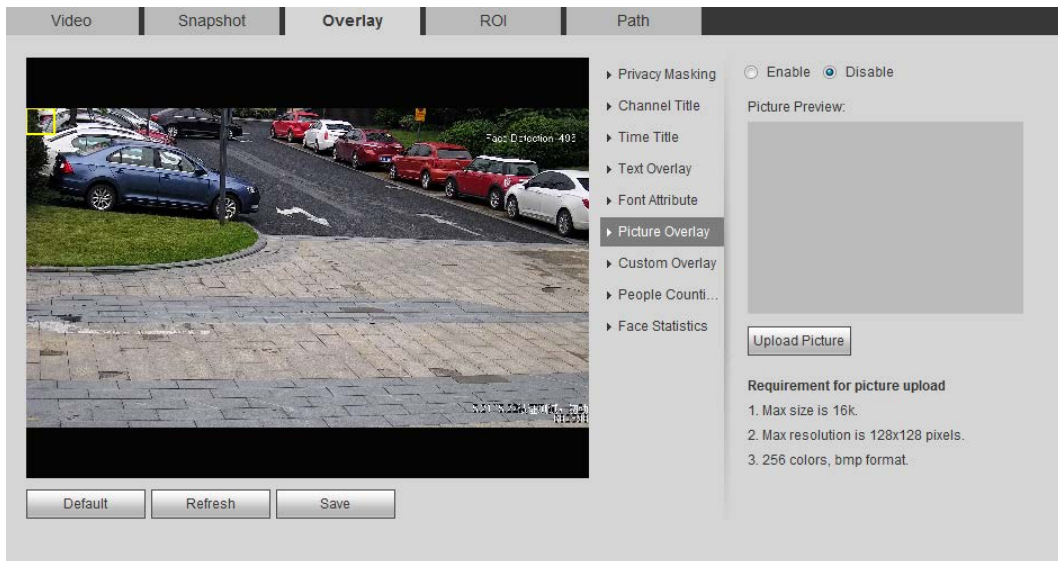 Video Snapshot Overlay ROI Path
Privacy Masking
Channel Title
Time Title
Text Overlay
Font Attribute
Picture Overlay
Custom Overlay
People Counti...
Face Statistics
Enable Disable
Picture Preview:
Upload Picture
Requirement for picture upload
1. Max size is 16k.
2. Max resolution is 128x128 pixels.
3. 256 colors, bmp format.
Face Detection
Default Refresh Save